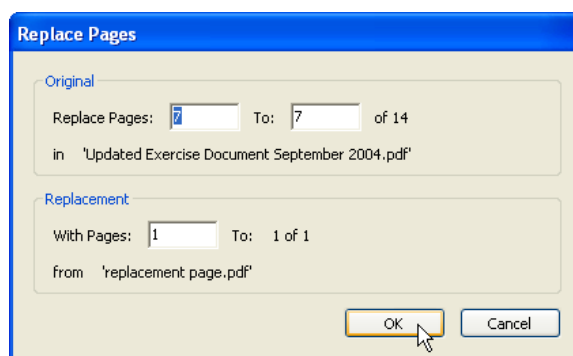 Replace Pages
Original
Replace Pages: 7 To: 7 of 14
in 'Updated Exercise Document September 2004.pdf'
Replacement
With Pages: 1 To: 1 of 1
from 'replacement page.pdf'
OK Cancel